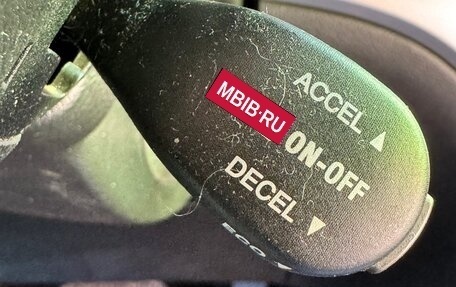 ACCEL ▲
MBIB·RU
ON-OFF
DECEL ▽